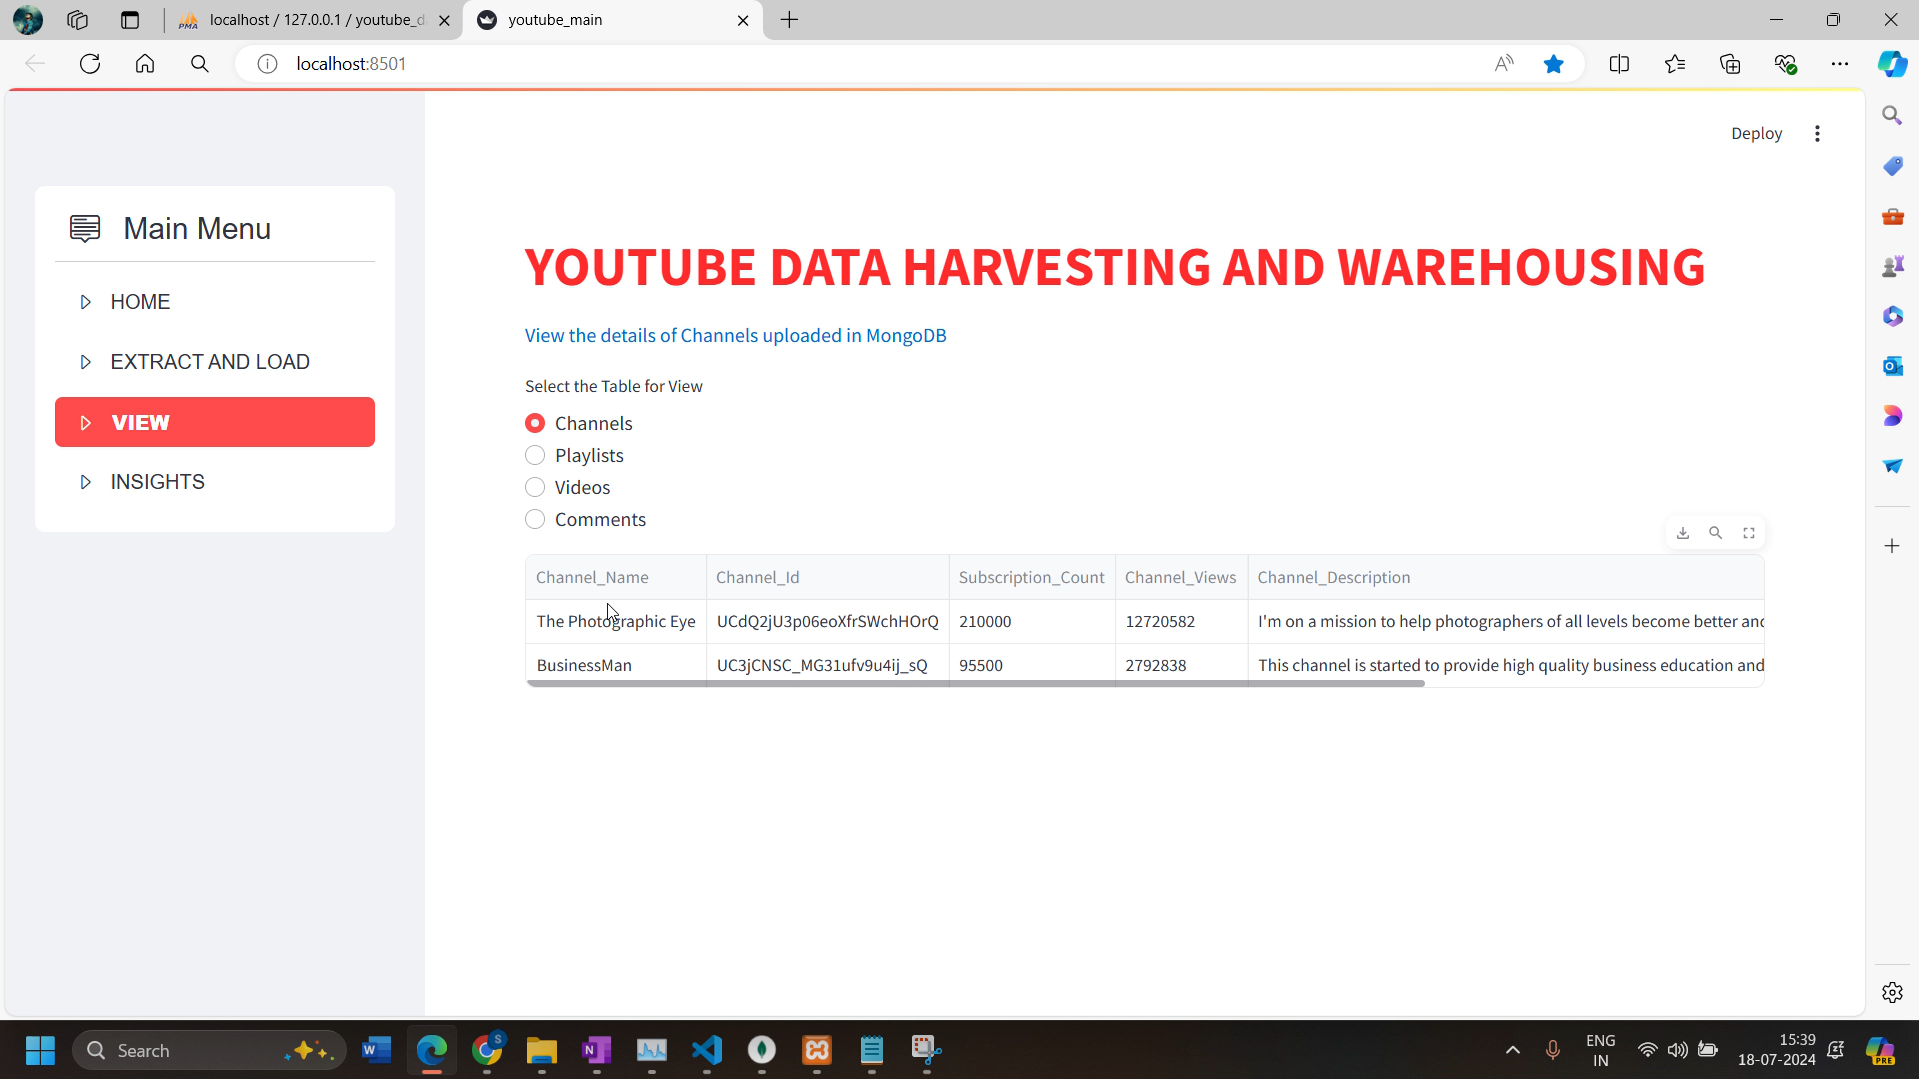 localhost / 127.0.0.1 / youtube_d
youtube_main
localhost:8501
Deploy
Main Menu
HOME
EXTRACT AND LOAD
VIEW
INSIGHTS
YOUTUBE DATA HARVESTING AND WAREHOUSING
View the details of Channels uploaded in MongoDB
Select the Table for View
Channels
Playlists
Videos
Comments
Channel_Name Channel_Id Subscription_Count Channel_Views Channel_Description
The Photographic Eye UCdQ2jU3p06eoXfrSWchHOrQ 210000 12720582 I'm on a mission to help photographers of all levels become better and
BusinessMan UC3jCNSC_MG31ufv9u4ij_sQ 95500 2792838 This channel is started to provide high quality business education and
Search
ENG
IN
15:39
18-07-2024
PRE